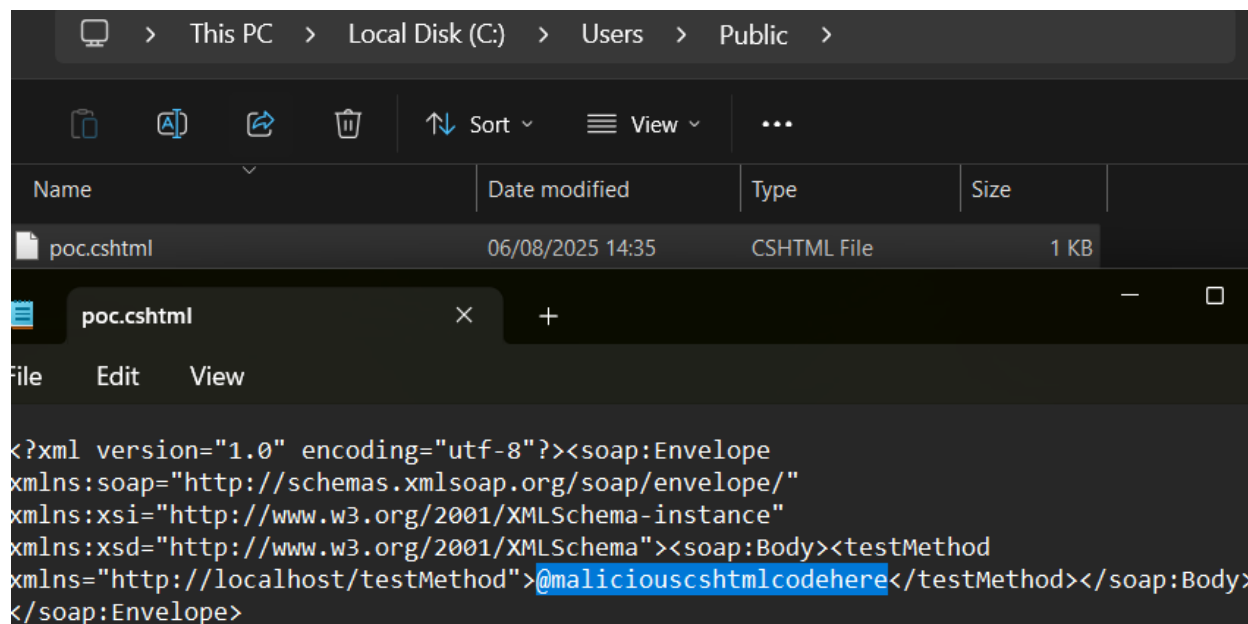 This PC > Local Disk (C:) > Users > Public >
Sort View
Name Date modified Type Size
poc.cshtml 06/08/2025 14:35 CSHTML File 1 KB
poc.cshtml
File Edit View
<?xml version="1.0" encoding="utf-8"?><soap:Envelope
xmlns:soap="http://schemas.xmlsoap.org/soap/envelope/"
xmlns:xsi="http://www.w3.org/2001/XMLSchema-instance"
xmlns:xsd="http://www.w3.org/2001/XMLSchema"><soap:Body><testMethod
xmlns="http://localhost/testMethod">@maliciouscshtmlcodehere</testMethod></soap:Body>
</soap:Envelope>